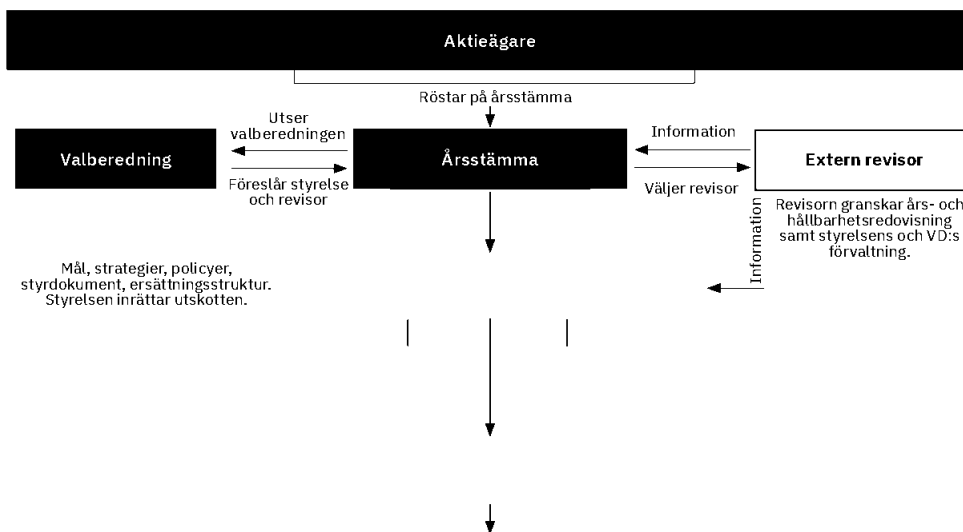 Aktieägare
Röstar på årsstämma
Utser
valberedningen
Information
Valberedning
Årsstämma
Extern revisor
Föreslår styrelse
och revisor
Väljer revisor
Revisorn granskar års- och
hållbarhetsredovisning
samt styrelsens och VD:s
förvaltning.
Information
Mål, strategier, policyer,
styrdokument, ersättningsstruktur.
Styrelsen inrättar utskotten.